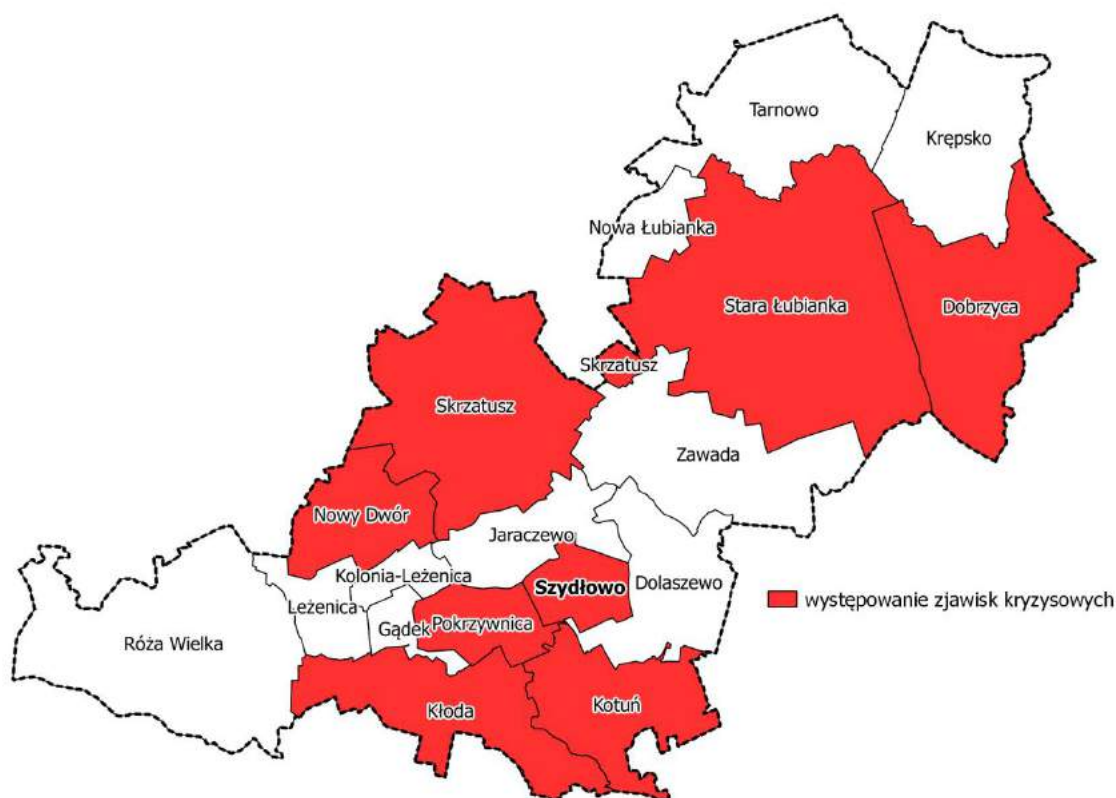 Tarnowo
Krępsko
Nowa Łubianka
Stara Łubianka
Dobrzyca
Skrzatusz
Skrzatusz
Zawada
Nowy Dwór
Jaraczewo
Kolonia-Leżenica
Szydłowo
Dolaszewo
Leżenica
występowanie zjawisk kryzysowych
Gądek
Pokrzywnica
Róża Wielka
Kłoda
Kotuń